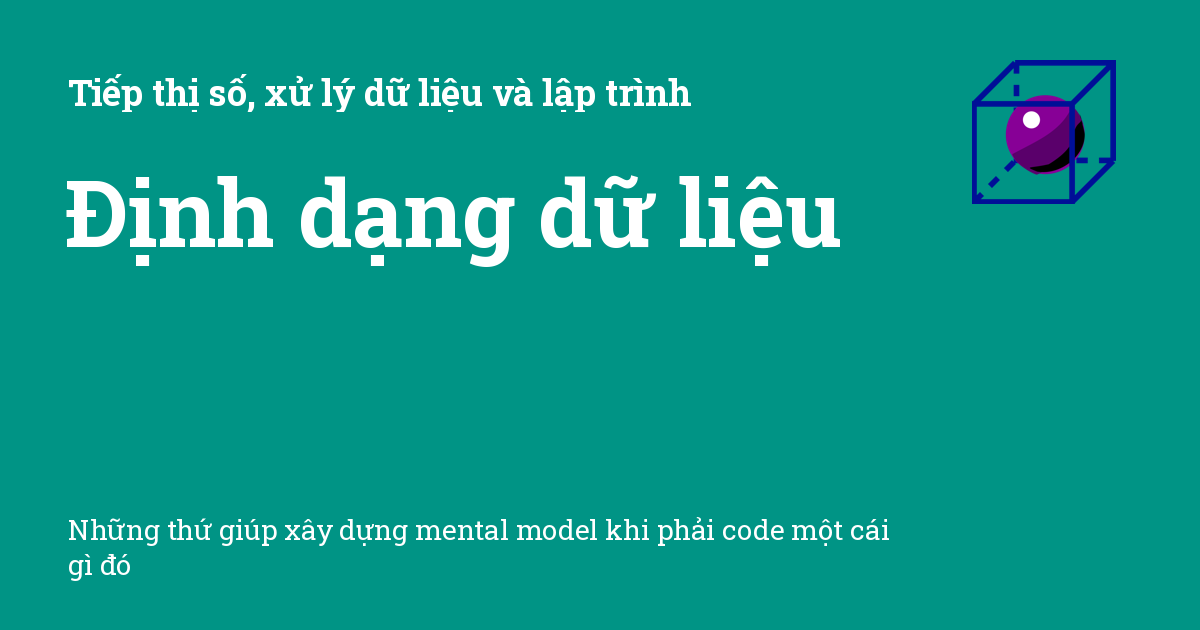 Tiếp thị số, xử lý dữ liệu và lập trình
Định dạng dữ liệu
Những thứ giúp xây dựng mental model khi phải code một cái
gì đó